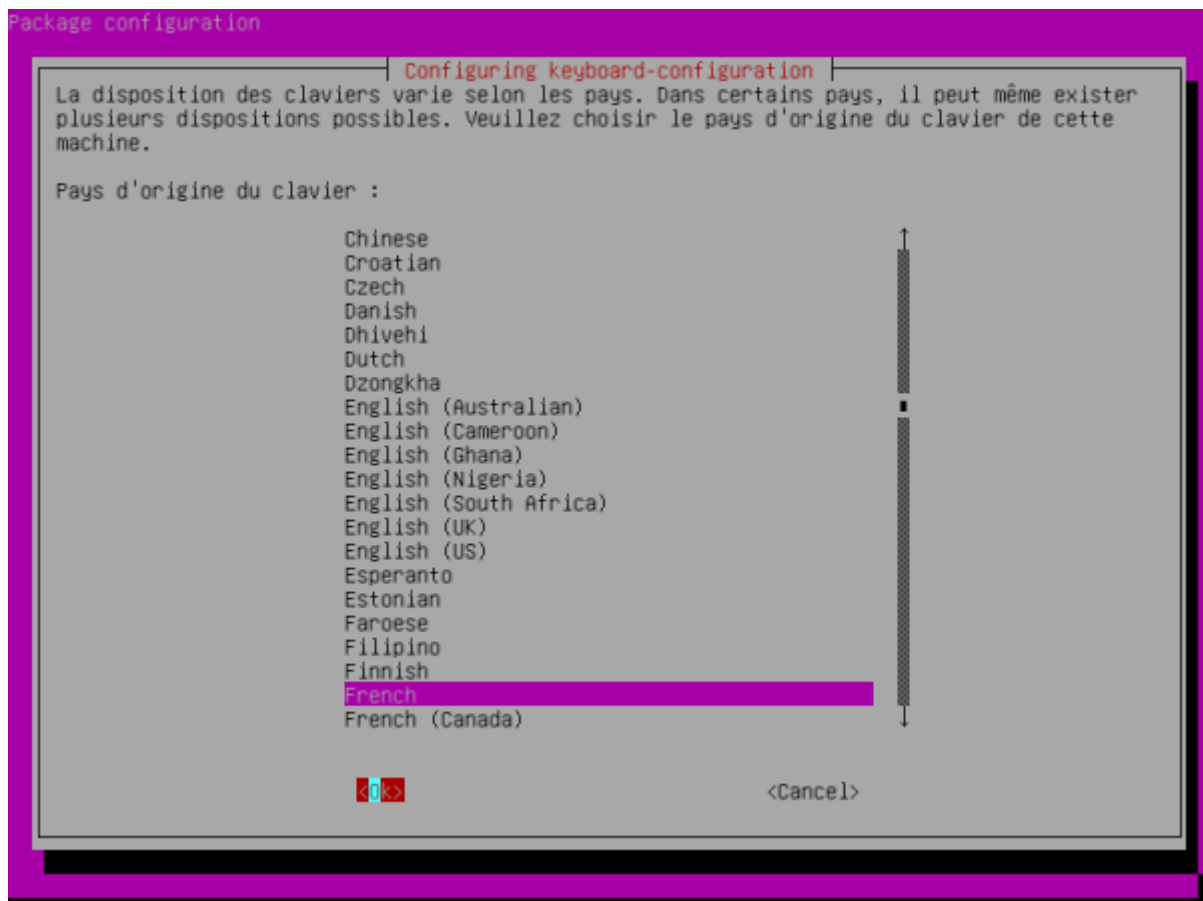 Package configuration
Configuring keyboard-configuration
La disposition des claviers varie selon les pays. Dans certains pays, il peut même exister
plusieurs dispositions possibles. Veuillez choisir le pays d'origine du clavier de cette
machine.
Pays d'origine du clavier :
Chinese
Croatian
Czech
Danish
Dhivehi
Dutch
Dzongkha
English (Australian)
English (Cameroon)
English (Ghana)
English (Nigeria)
English (South Africa)
English (UK)
English (US)
Esperanto
Estonian
Faroese
Filipino
Finnish
French
French (Canada)
<Ok> <Cancel>